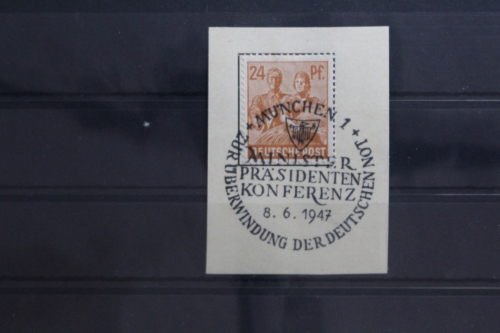 24 Pf.
DEUTSCHE POST
+ MÜNCHEN 1 +
MINISTER
PRÄSIDENTEN
KONFERENZ
8. 6. 1947
ZUR ÜBERWINDUNG DER DEUTSCHEN NOT